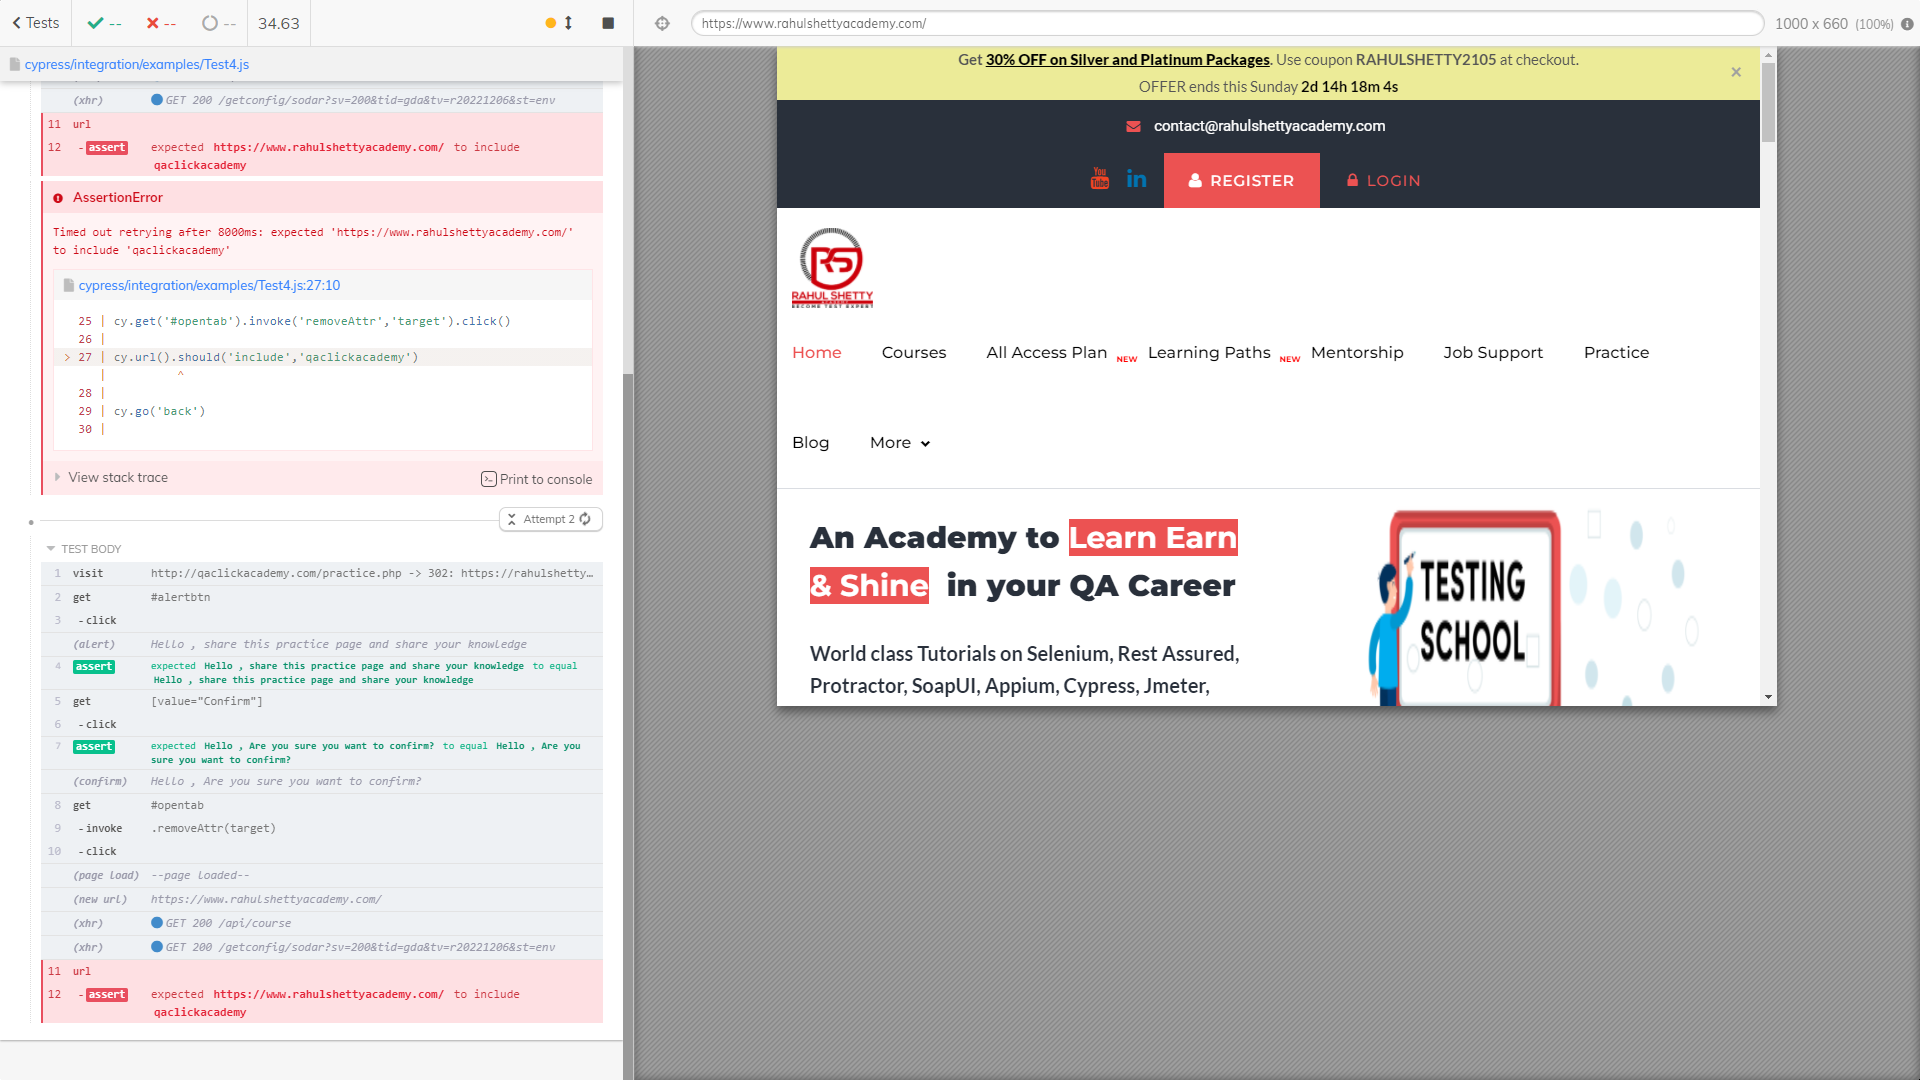 Tests
--
--
--
34.63
https://www.rahulshettyacademy.com/
1000 x 660 (100%)
cypress/integration/examples/Test4.js
(xhr) GET 200 /getconfig/sodar?sv=200&tid=gda&tv=r20221206&st=env
11 url
12 -assert expected https://www.rahulshettyacademy.com/ to include
qaclickacademy
AssertionError
Timed out retrying after 8000ms: expected 'https://www.rahulshettyacademy.com/'
to include 'qaclickacademy'
cypress/integration/examples/Test4.js:27:10
25 | cy.get('#opentab').invoke('removeAttr','target').click()
26 |
> 27 | cy.url().should('include','qaclickacademy')
| ^
28 |
29 | cy.go('back')
30 |
View stack trace
Print to console
Attempt 2
TEST BODY
1 visit http://qaclickacademy.com/practice.php -> 302: https://rahulshetty…
2 get #alertbtn
3 -click
(alert) Hello , share this practice page and share your knowledge
4 assert expected Hello , share this practice page and share your knowledge to equal
Hello , share this practice page and share your knowledge
5 get [value="Confirm"]
6 -click
7 assert expected Hello , Are you sure you want to confirm? to equal Hello , Are you
sure you want to confirm?
(confirm) Hello , Are you sure you want to confirm?
8 get #opentab
9 -invoke .removeAttr(target)
10 -click
(page load) --page loaded--
(new url) https://www.rahulshettyacademy.com/
(xhr) GET 200 /api/course
(xhr) GET 200 /getconfig/sodar?sv=200&tid=gda&tv=r20221206&st=env
11 url
12 -assert expected https://www.rahulshettyacademy.com/ to include
qaclickacademy
Get 30% OFF on Silver and Platinum Packages. Use coupon RAHULSHETTY2105 at checkout.
OFFER ends this Sunday 2d 14h 18m 4s
×
contact@rahulshettyacademy.com
You
Tube
in
REGISTER
LOGIN
RS
RAHUL SHETTY
ACADEMY
BECOME TEST EXPERT
Home
Courses
All Access Plan NEW
Learning Paths NEW
Mentorship
Job Support
Practice
Blog
More
An Academy to Learn Earn
& Shine in your QA Career
World class Tutorials on Selenium, Rest Assured,
Protractor, SoapUI, Appium, Cypress, Jmeter,
TESTING
SCHOOL